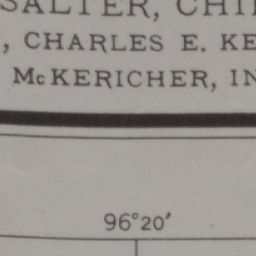 SALTER, CHI
, CHARLES E. KE
McKERICHER, IN
96°20′